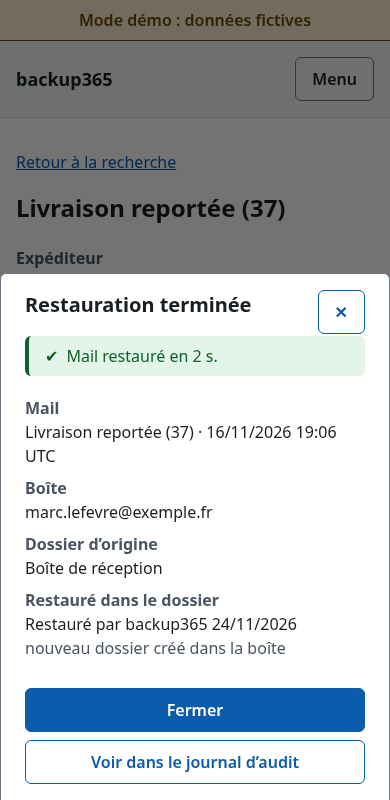 Mode démo : données fictives
backup365
Menu
Retour à la recherche
Livraison reportée (37)
Expéditeur
Restauration terminée
×
✔ Mail restauré en 2 s.
Mail
Livraison reportée (37) · 16/11/2026 19:06
UTC
Boîte
marc.lefevre@exemple.fr
Dossier d’origine
Boîte de réception
Restauré dans le dossier
Restauré par backup365 24/11/2026
nouveau dossier créé dans la boîte
Fermer
Voir dans le journal d’audit